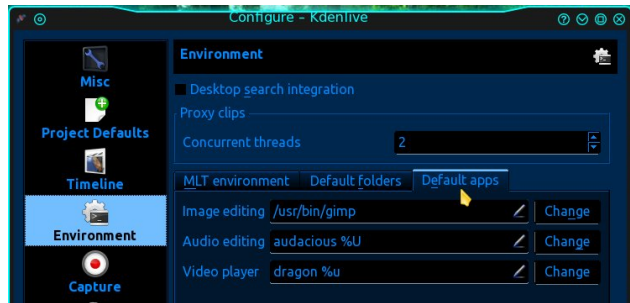 Configure – Kdenlive
Misc
Project Defaults
Timeline
Environment
Capture
Environment
Desktop search integration
Proxy clips
Concurrent threads 2
MLT environment Default folders Default apps
Image editing /usr/bin/gimp Change
Audio editing audacious %U Change
Video player dragon %u Change